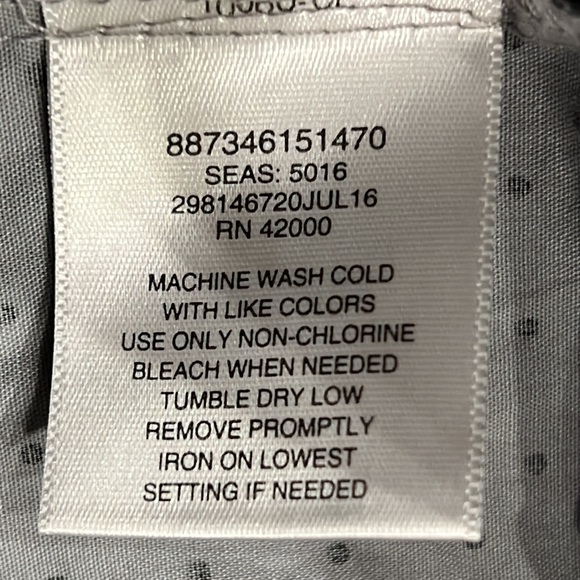 887346151470
SEAS: 5016
298146720JUL16
RN 42000
MACHINE WASH COLD
WITH LIKE COLORS
USE ONLY NON-CHLORINE
BLEACH WHEN NEEDED
TUMBLE DRY LOW
REMOVE PROMPTLY
IRON ON LOWEST
SETTING IF NEEDED